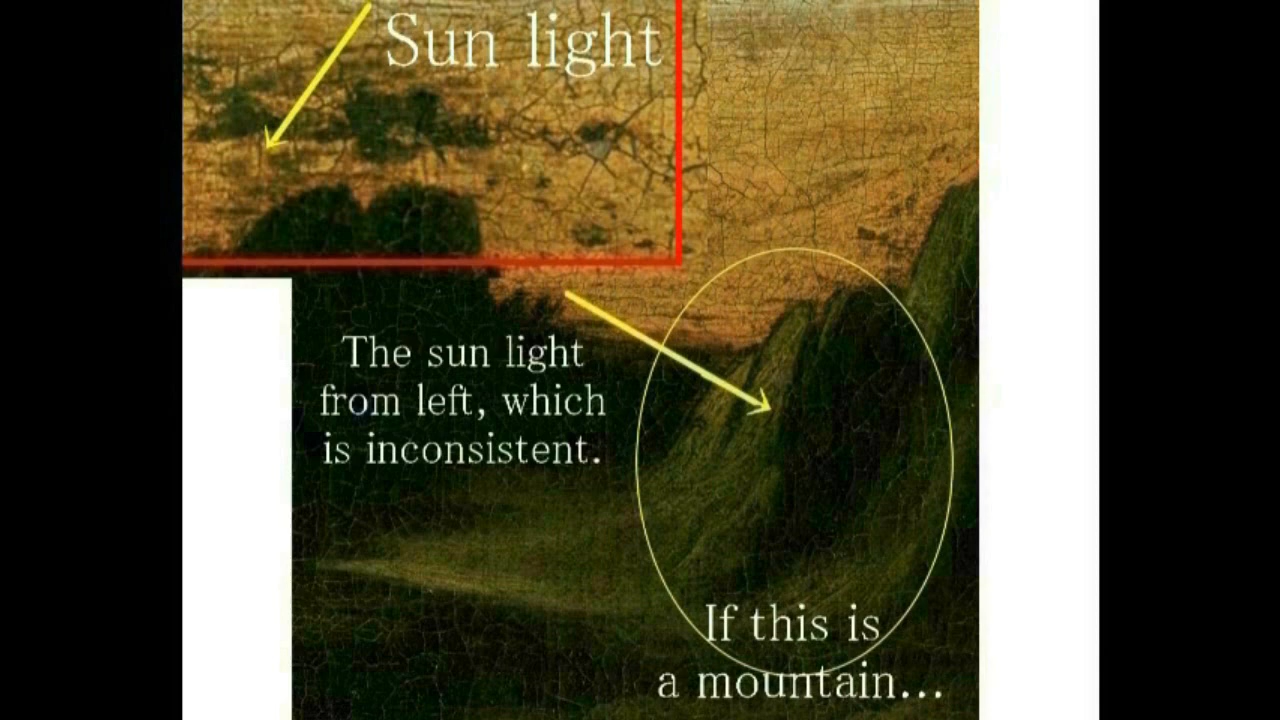 Sun light
The sun light
from left, which
is inconsistent.
If this is
a mountain...